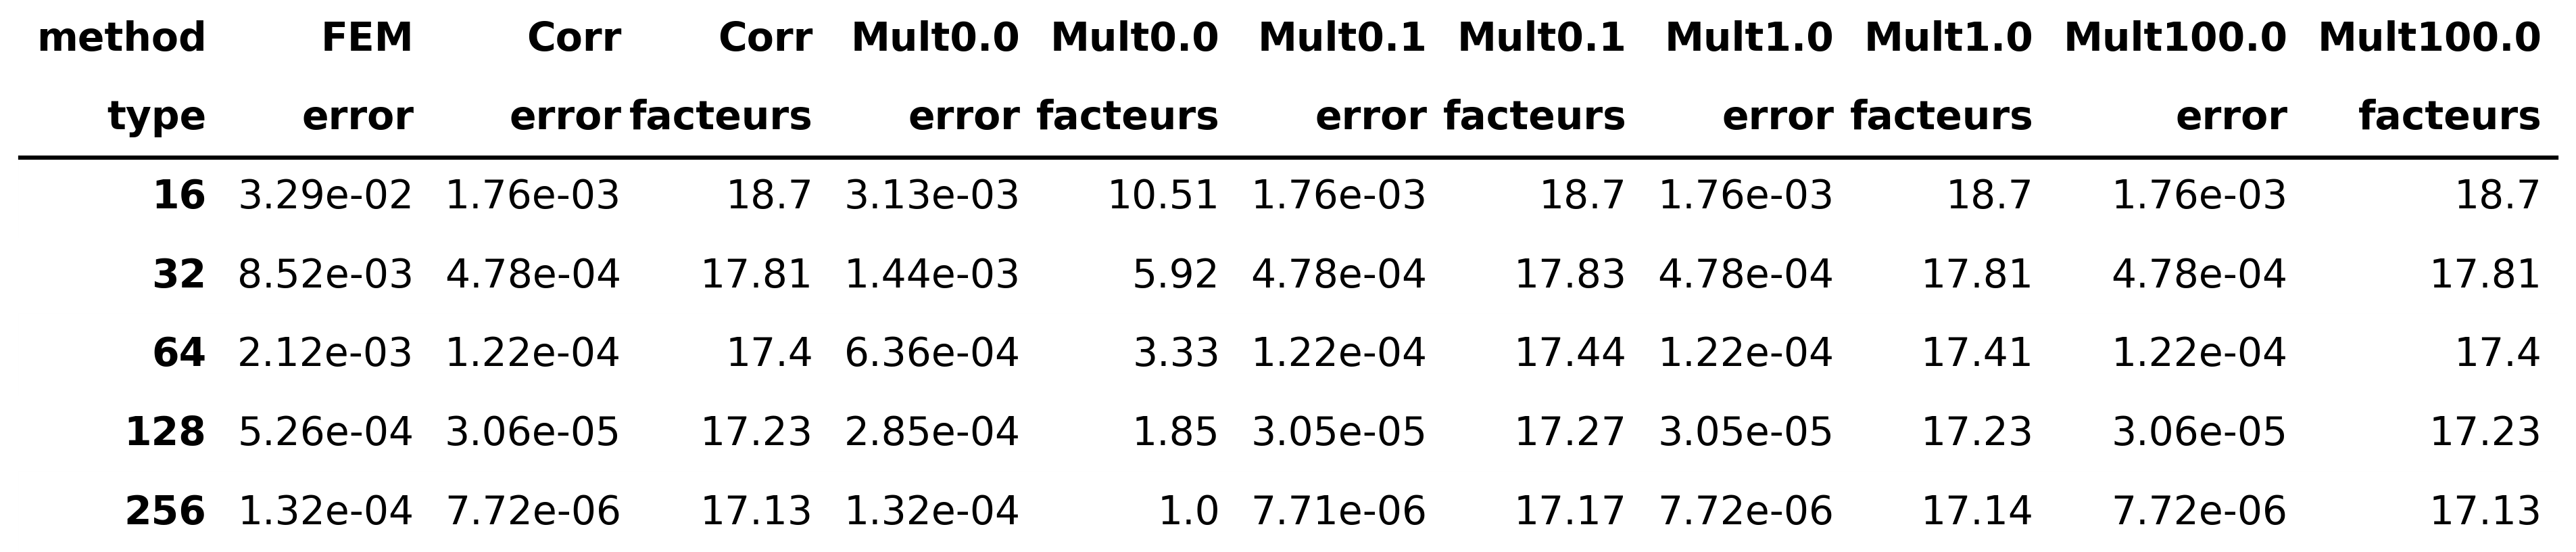 method FEM Corr Corr Mult0.0 Mult0.0 Mult0.1 Mult0.1 Mult1.0 Mult1.0 Mult100.0 Mult100.0
type error error facteurs error facteurs error facteurs error facteurs error facteurs
16 3.29e-02 1.76e-03 18.7 3.13e-03 10.51 1.76e-03 18.7 1.76e-03 18.7 1.76e-03 18.7
32 8.52e-03 4.78e-04 17.81 1.44e-03 5.92 4.78e-04 17.83 4.78e-04 17.81 4.78e-04 17.81
64 2.12e-03 1.22e-04 17.4 6.36e-04 3.33 1.22e-04 17.44 1.22e-04 17.41 1.22e-04 17.4
128 5.26e-04 3.06e-05 17.23 2.85e-04 1.85 3.05e-05 17.27 3.05e-05 17.23 3.06e-05 17.23
256 1.32e-04 7.72e-06 17.13 1.32e-04 1.0 7.71e-06 17.17 7.72e-06 17.14 7.72e-06 17.13